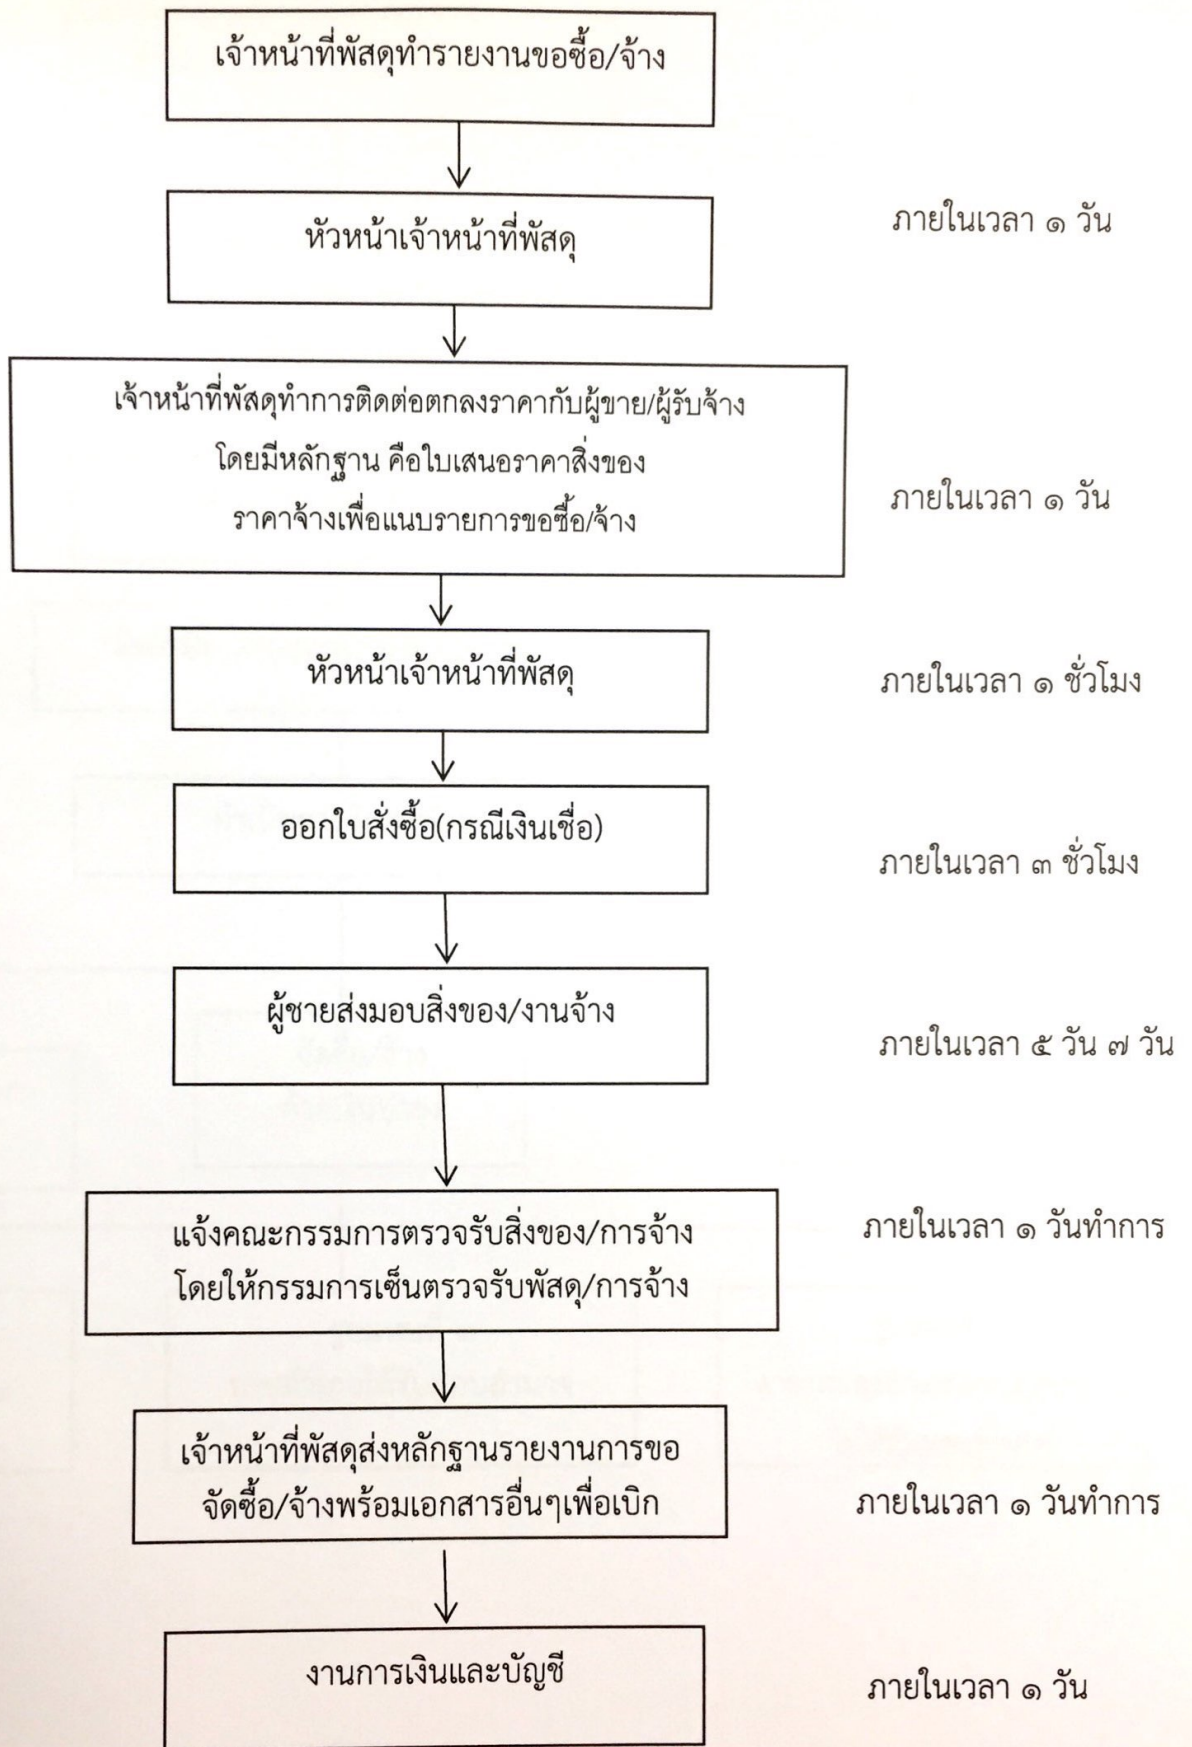 เจ้าหน้าที่พัสดุทำรายงานขอซื้อ/จ้าง
หัวหน้าเจ้าหน้าที่พัสดุ
ภายในเวลา ๑ วัน
เจ้าหน้าที่พัสดุทำการติดต่อตกลงราคากับผู้ขาย/ผู้รับจ้าง
โดยมีหลักฐาน คือใบเสนอราคาสิ่งของ
ราคาจ้างเพื่อแนบรายการขอซื้อ/จ้าง
ภายในเวลา ๑ วัน
หัวหน้าเจ้าหน้าที่พัสดุ
ภายในเวลา ๑ ชั่วโมง
ออกใบสั่งซื้อ(กรณีเงินเชื่อ)
ภายในเวลา ๓ ชั่วโมง
ผู้ชายส่งมอบสิ่งของ/งานจ้าง
ภายในเวลา ๕ วัน ๗ วัน
แจ้งคณะกรรมการตรวจรับสิ่งของ/การจ้าง
โดยให้กรรมการเซ็นตรวจรับพัสดุ/การจ้าง
ภายในเวลา ๑ วันทำการ
เจ้าหน้าที่พัสดุส่งหลักฐานรายงานการขอ
จัดซื้อ/จ้างพร้อมเอกสารอื่นๆเพื่อเบิก
ภายในเวลา ๑ วันทำการ
งานการเงินและบัญชี
ภายในเวลา ๑ วัน